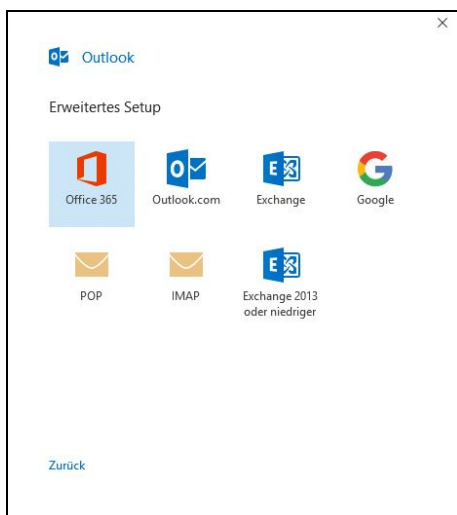 Outlook
Erweitertes Setup
Office 365
Outlook.com
Exchange
Google
POP
IMAP
Exchange 2013
oder niedriger
Zurück